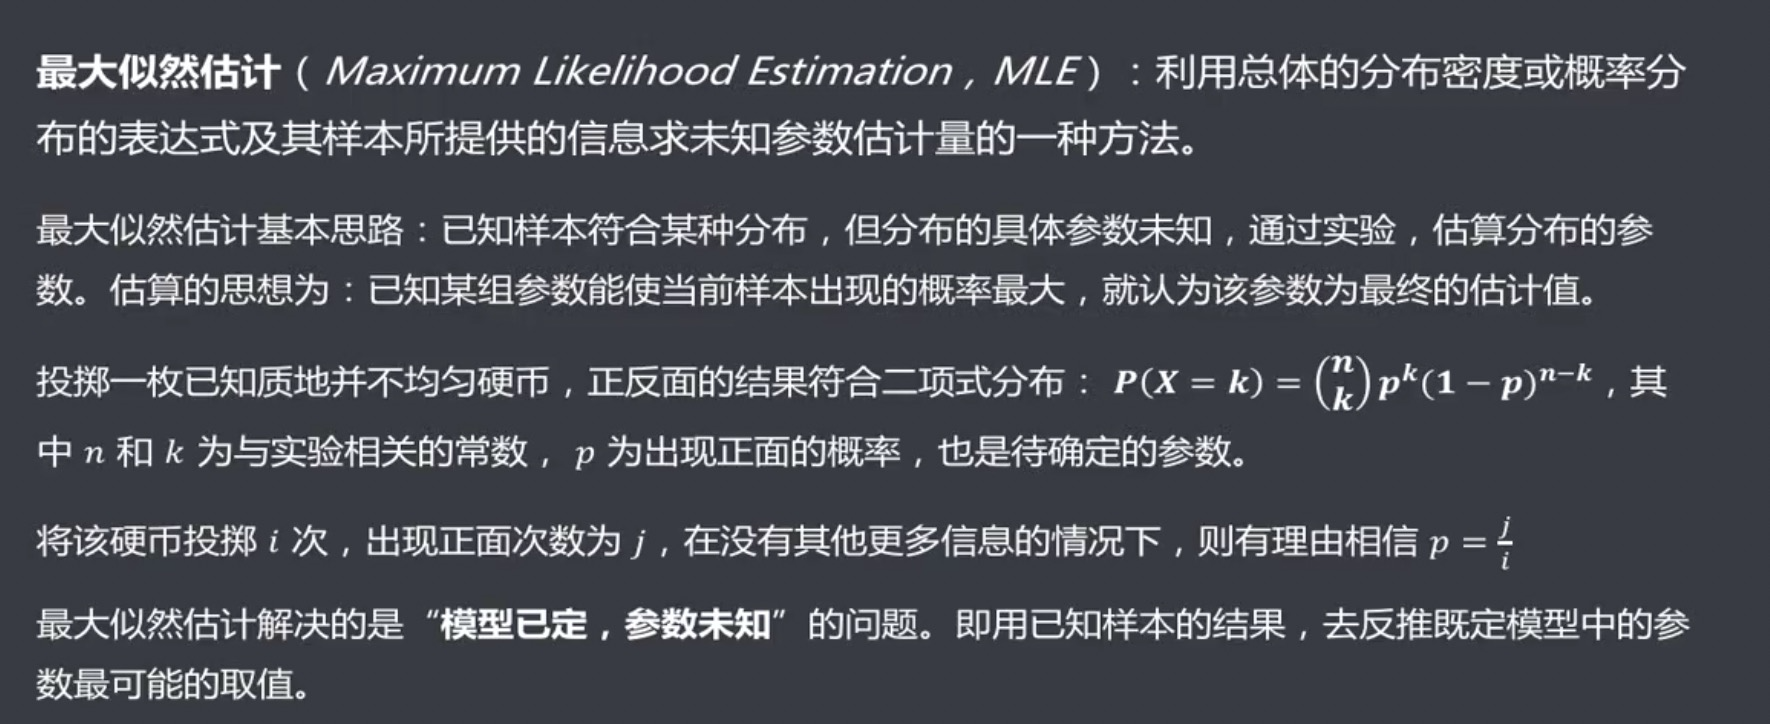 最大似然估计（Maximum Likelihood Estimation，MLE）：利用总体的分布密度或概率分
布的表达式及其样本所提供的信息求未知参数估计量的一种方法。
最大似然估计基本思路：已知样本符合某种分布，但分布的具体参数未知，通过实验，估算分布的参
数。估算的思想为：已知某组参数能使当前样本出现的概率最大，就认为该参数为最终的估计值。
投掷一枚已知质地并不均匀硬币，正反面的结果符合二项式分布： P(X = k) = \binom{n}{k} p^k (1 − p)^{n−k}，其
中 n 和 k 为与实验相关的常数， p 为出现正面的概率，也是待确定的参数。
将该硬币投掷 i 次，出现正面次数为 j，在没有其他更多信息的情况下，则有理由相信 p = \frac{j}{i}
最大似然估计解决的是“模型已定，参数未知”的问题。即用已知样本的结果，去反推既定模型中的参
数最可能的取值。